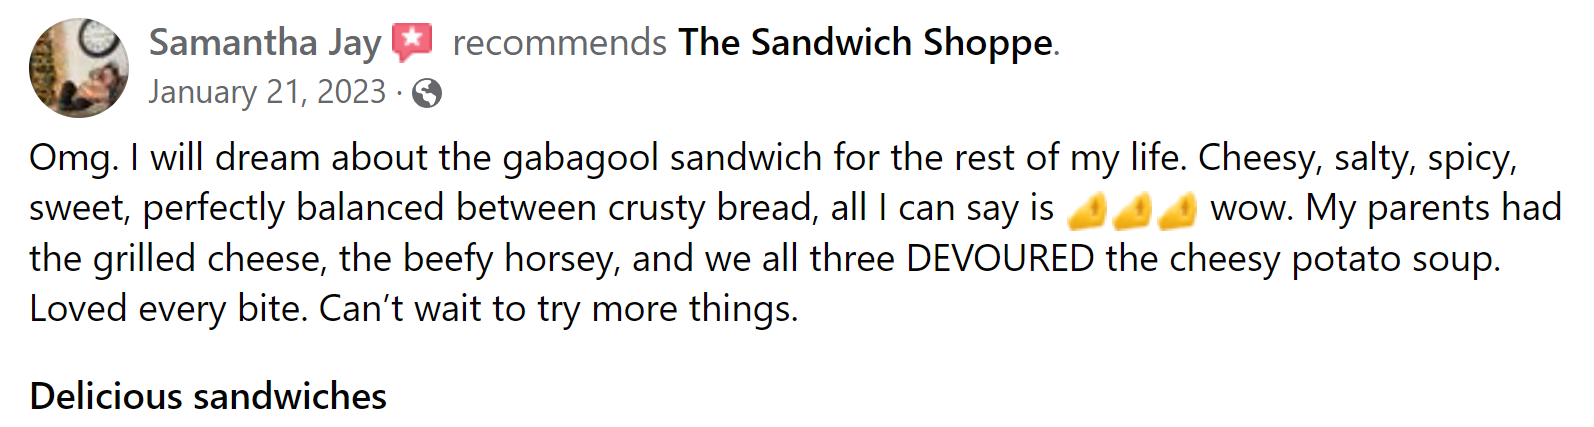 Samantha Jay recommends The Sandwich Shoppe.
January 21, 2023 ·
Omg. I will dream about the gabagool sandwich for the rest of my life. Cheesy, salty, spicy,
sweet, perfectly balanced between crusty bread, all I can say is 🤌🤌🤌 wow. My parents had
the grilled cheese, the beefy horsey, and we all three DEVOURED the cheesy potato soup.
Loved every bite. Can’t wait to try more things.
Delicious sandwiches